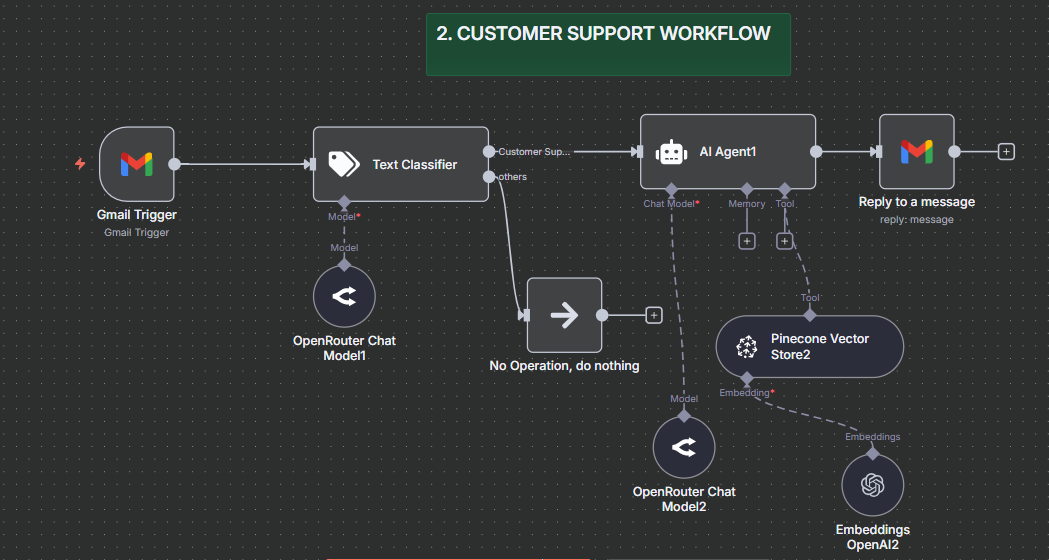 2. CUSTOMER SUPPORT WORKFLOW
Gmail Trigger
Gmail Trigger
Text Classifier
Model*
Model
OpenRouter Chat
Model1
Customer Sup...
others
No Operation, do nothing
AI Agent1
Chat Model*
Memory
Tool
Reply to a message
reply: message
Tool
Pinecone Vector
Store2
Embedding*
Model
OpenRouter Chat
Model2
Embeddings
Embeddings
OpenAI2